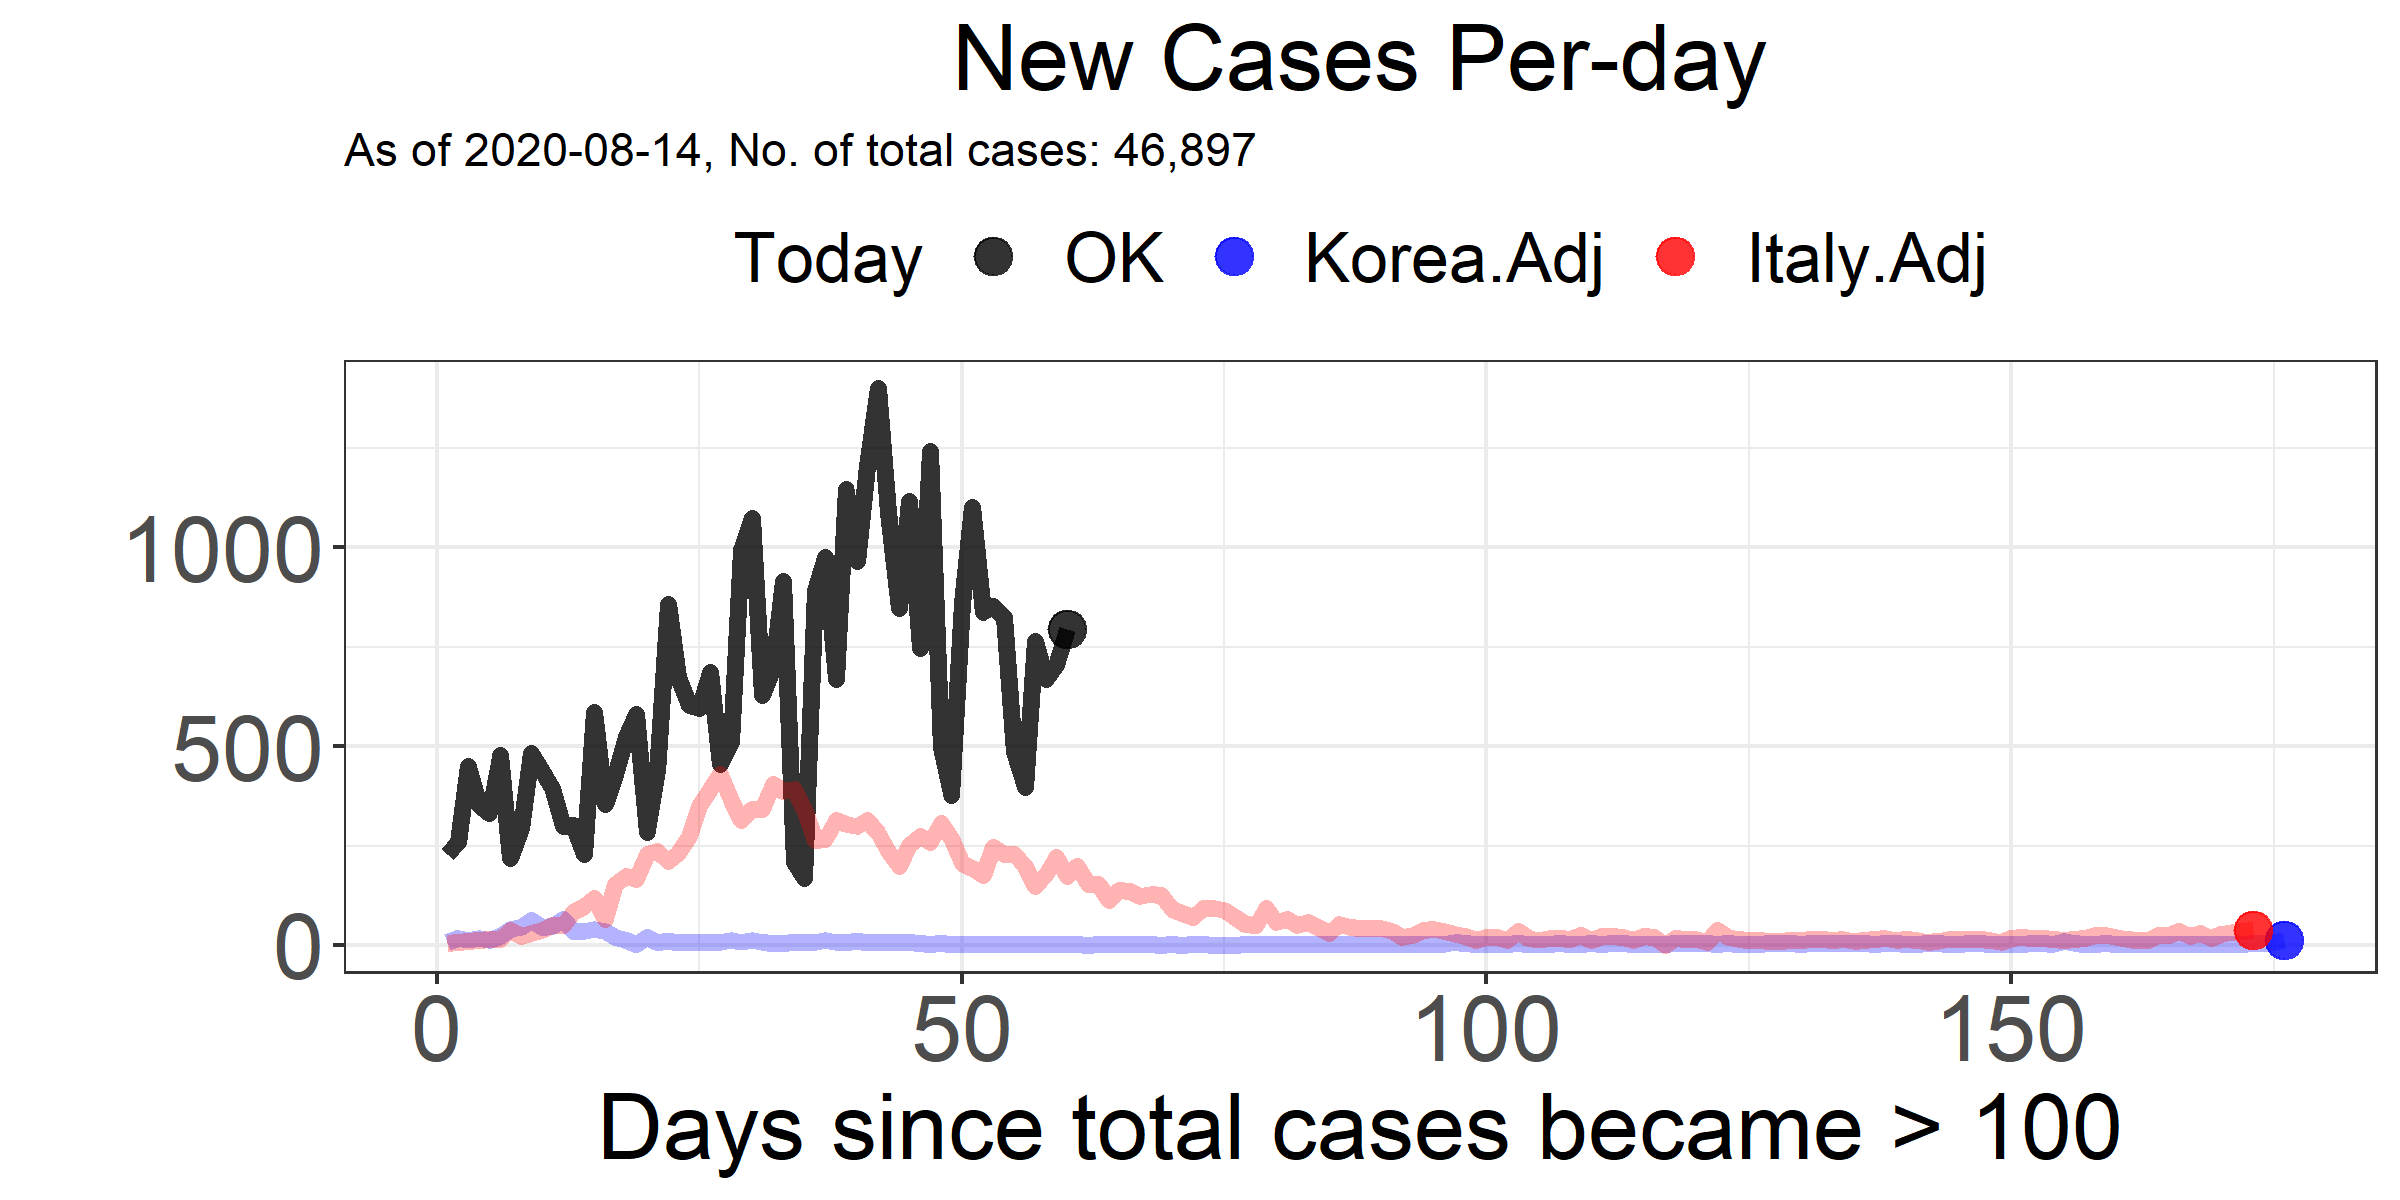 New Cases Per-day
As of 2020-08-14, No. of total cases: 46,897
Today OK Korea.Adj Italy.Adj
1000
500
0
0 50 100 150
Days since total cases became > 100